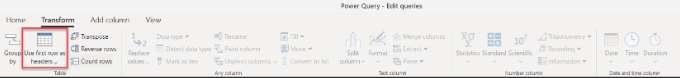 Power Query - Edit queries
Home Transform Add column View
Group by
Use first row as headers
Transpose
Reverse rows
Count rows
Table
Replace values
Data type
Detect data type
Mark as key
Rename
Pivot column
Unpivot columns
Fill
Move
Convert to list
Any column
Split column
Format
Merge columns
Extract
Parse
Text column
Statistics
Standard
Scientific
Trigonometry
Rounding
Information
Number column
Date
Time
Duration
Date and time column